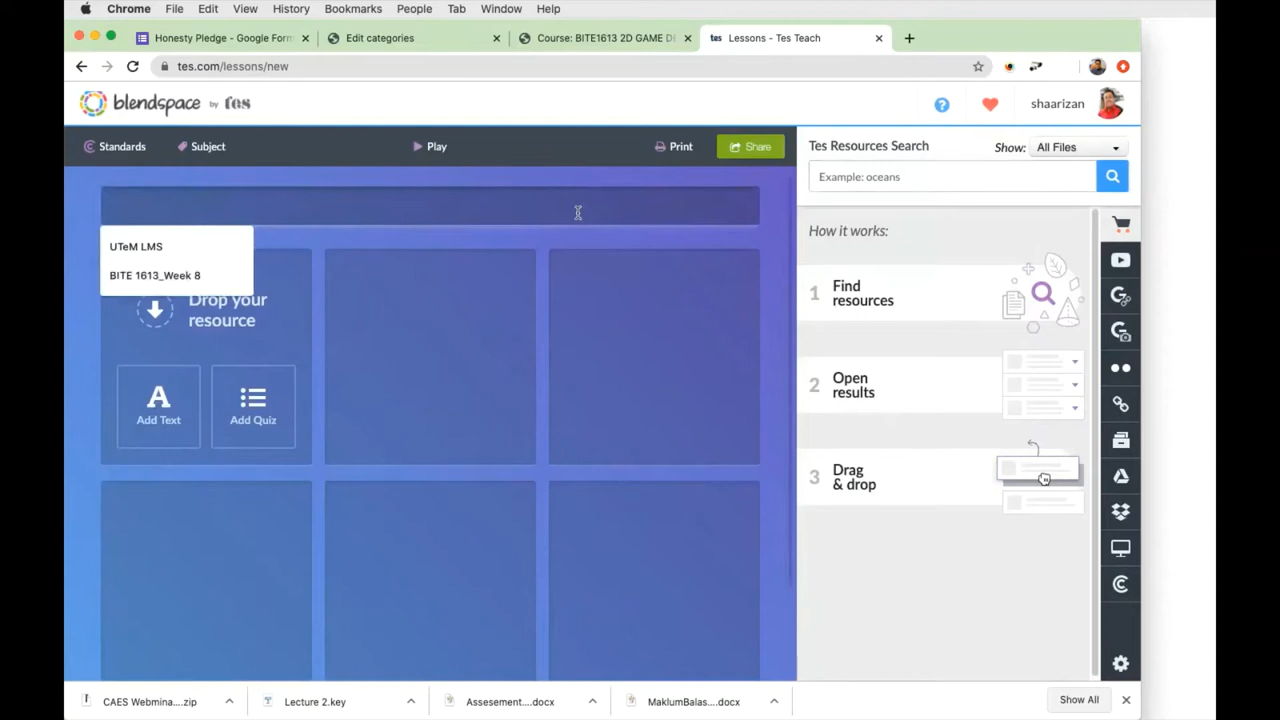 Chrome File Edit View History Bookmarks People Tab Window Help
Honesty Pledge - Google Form
Edit categories
Course: BITE1613 2D GAME DE
tes Lessons - Tes Teach
tes.com/lessons/new
blendspace by tes
shaarizan
Standards Subject Play Print Share
Tes Resources Search
Show: All Files
Example: oceans
UTeM LMS
BITE 1613_Week 8
Drop your
resource
A
Add Text
Add Quiz
How it works:
1 Find
resources
2 Open
results
3 Drag
& drop
CAES Webmina....zip
Lecture 2.key
Assesement....docx
MaklumBalas....docx
Show All